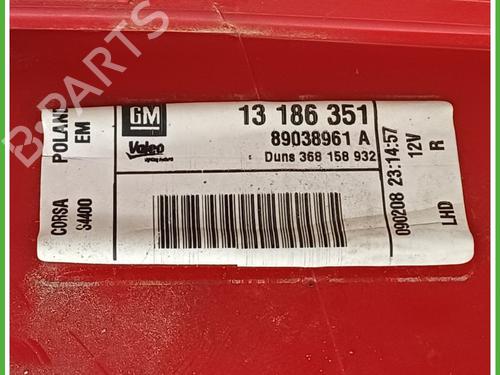 POLAND EM
CORSA S4400
GM
Valeo
13 186 351
89038961 A
Duns 368 158 932
090208 23:14:57
12V R
LHD